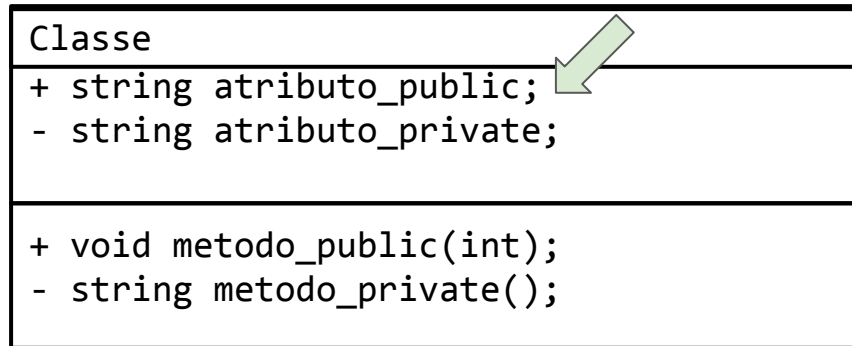 Classe
+ string atributo_public;
- string atributo_private;
+ void metodo_public(int);
- string metodo_private();